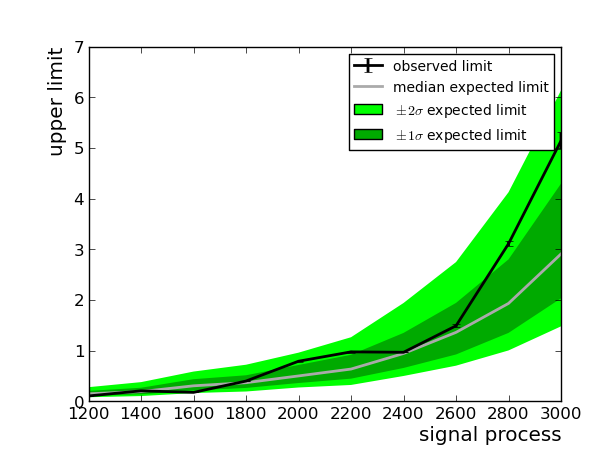 7
6
5
4
3
2
1
0
upper limit
observed limit
median expected limit
±2σ expected limit
±1σ expected limit
1200 1400 1600 1800 2000 2200 2400 2600 2800 3000
signal process